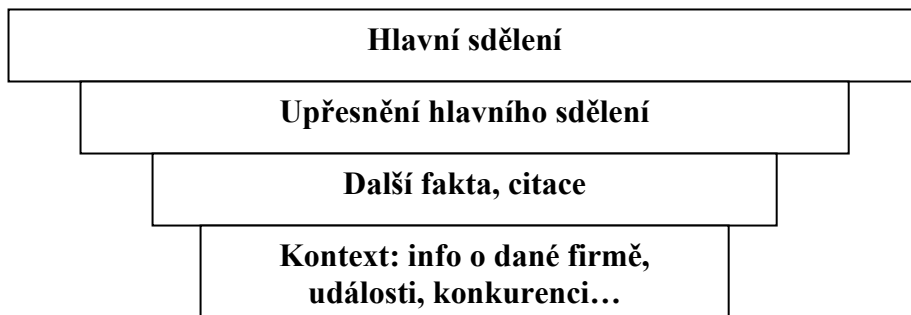 Hlavní sdělení
Upřesnění hlavního sdělení
Další fakta, citace
Kontext: info o dané firmě,
události, konkurenci…